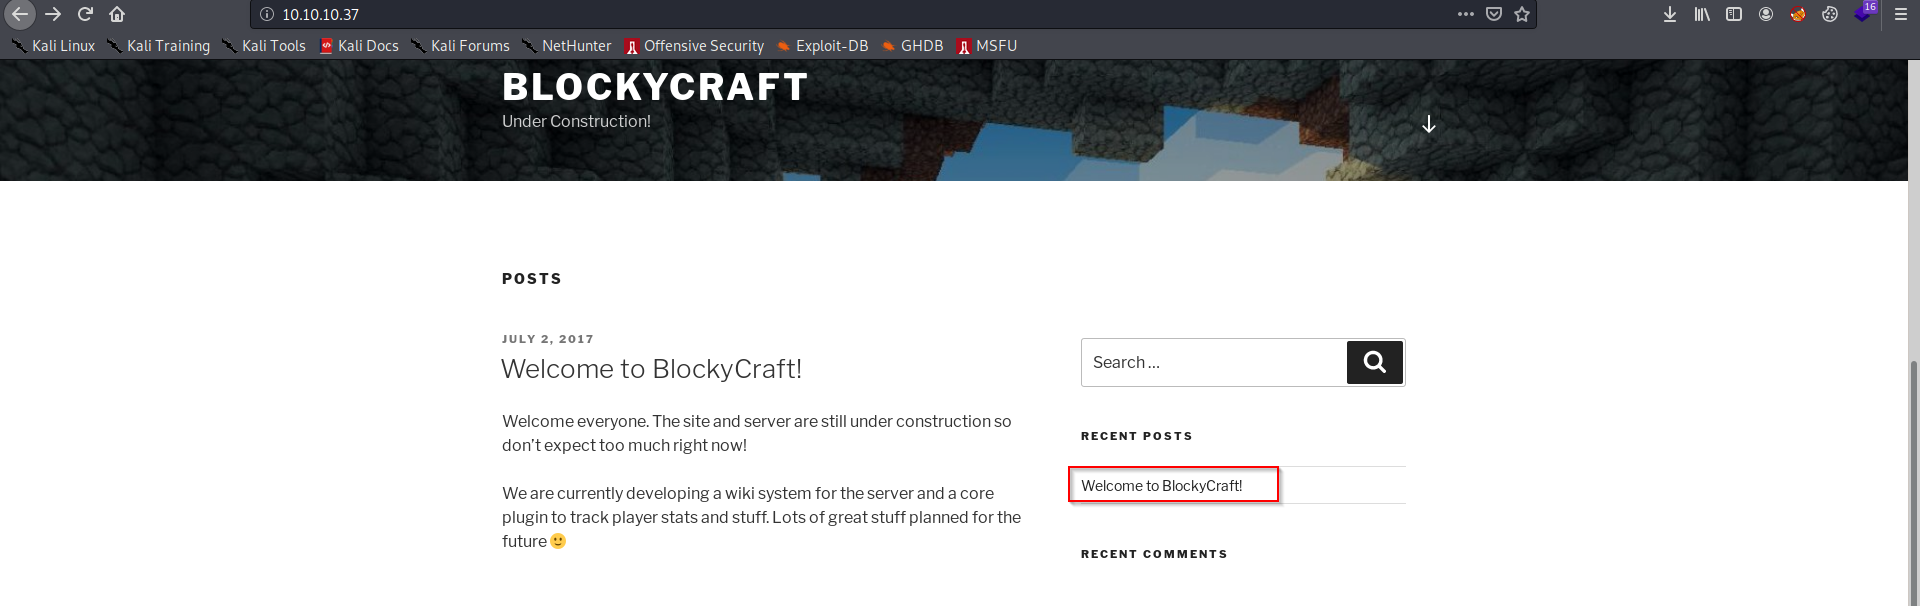 10.10.10.37
16
Kali Linux Kali Training Kali Tools Kali Docs Kali Forums NetHunter Offensive Security Exploit-DB GHDB MSFU
BLOCKYCRAFT
Under Construction!
POSTS
JULY 2, 2017
Welcome to BlockyCraft!
Welcome everyone. The site and server are still under construction so
don’t expect too much right now!
We are currently developing a wiki system for the server and a core
plugin to track player stats and stuff. Lots of great stuff planned for the
future 🙂
Search …
RECENT POSTS
Welcome to BlockyCraft!
RECENT COMMENTS